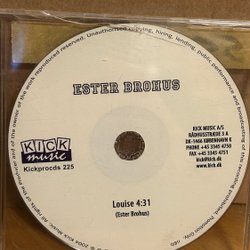 ESTER BROHUS
KICK
music
Kickprocds 225
KICK MUSIC A/S
RÅDHUSSTRÆDE 5 A
DK-1466 KØBENHAVN K
PHONE +45 3345 4750
FAX +45 3345 4751
kick@kick.dk
www.kick.dk
Louise 4:31
(Ester Brohus)